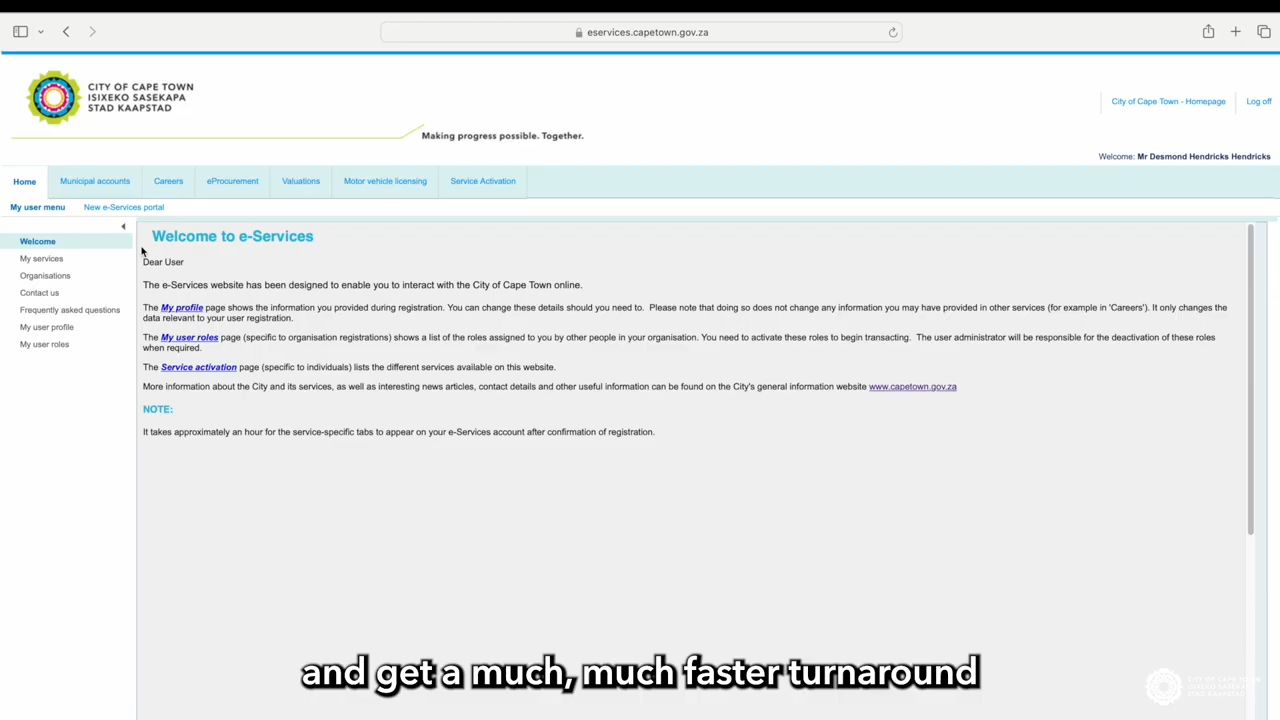 eservices.capetown.gov.za
CITY OF CAPE TOWN
ISIXEKO SASEKAPA
STAD KAAPSTAD
City of Cape Town - Homepage
Log off
Making progress possible. Together.
Welcome: Mr Desmond Hendricks Hendricks
Home
Municipal accounts
Careers
eProcurement
Valuations
Motor vehicle licensing
Service Activation
My user menu
New e-Services portal
Welcome
My services
Organisations
Contact us
Frequently asked questions
My user profile
My user roles
Welcome to e-Services
Dear User
The e-Services website has been designed to enable you to interact with the City of Cape Town online.
The My profile page shows the information you provided during registration. You can change these details should you need to. Please note that doing so does not change any information you may have provided in other services (for example in 'Careers'). It only changes the
data relevant to your user registration.
The My user roles page (specific to organisation registrations) shows a list of the roles assigned to you by other people in your organisation. You need to activate these roles to begin transacting. The user administrator will be responsible for the deactivation of these roles
when required.
The Service activation page (specific to individuals) lists the different services available on this website.
More information about the City and its services, as well as interesting news articles, contact details and other useful information can be found on the City's general information website www.capetown.gov.za
NOTE:
It takes approximately an hour for the service-specific tabs to appear on your e-Services account after confirmation of registration.
and get a much, much faster turnaround
CITY OF CAPE TOWN
ISIXEKO SASEKAPA
STAD KAAPSTAD